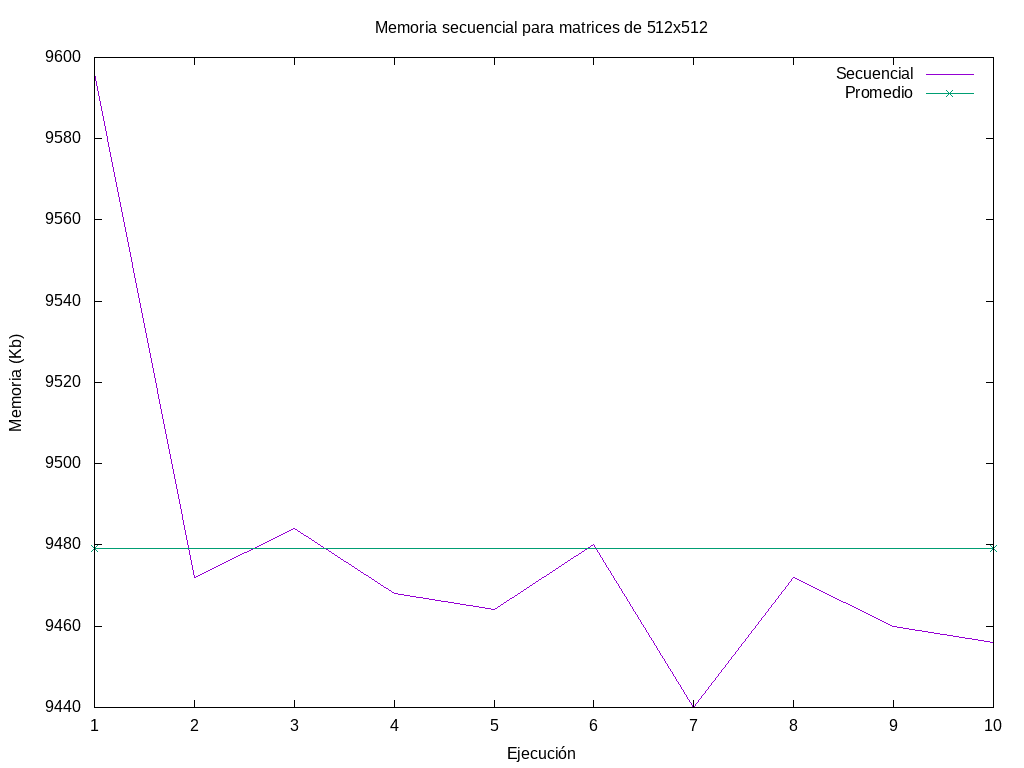 Memoria secuencial para matrices de 512x512
Secuencial
Promedio
9600
9580
9560
9540
9520
9500
9480
9460
9440
Memoria (Kb)
1 2 3 4 5 6 7 8 9 10
Ejecución